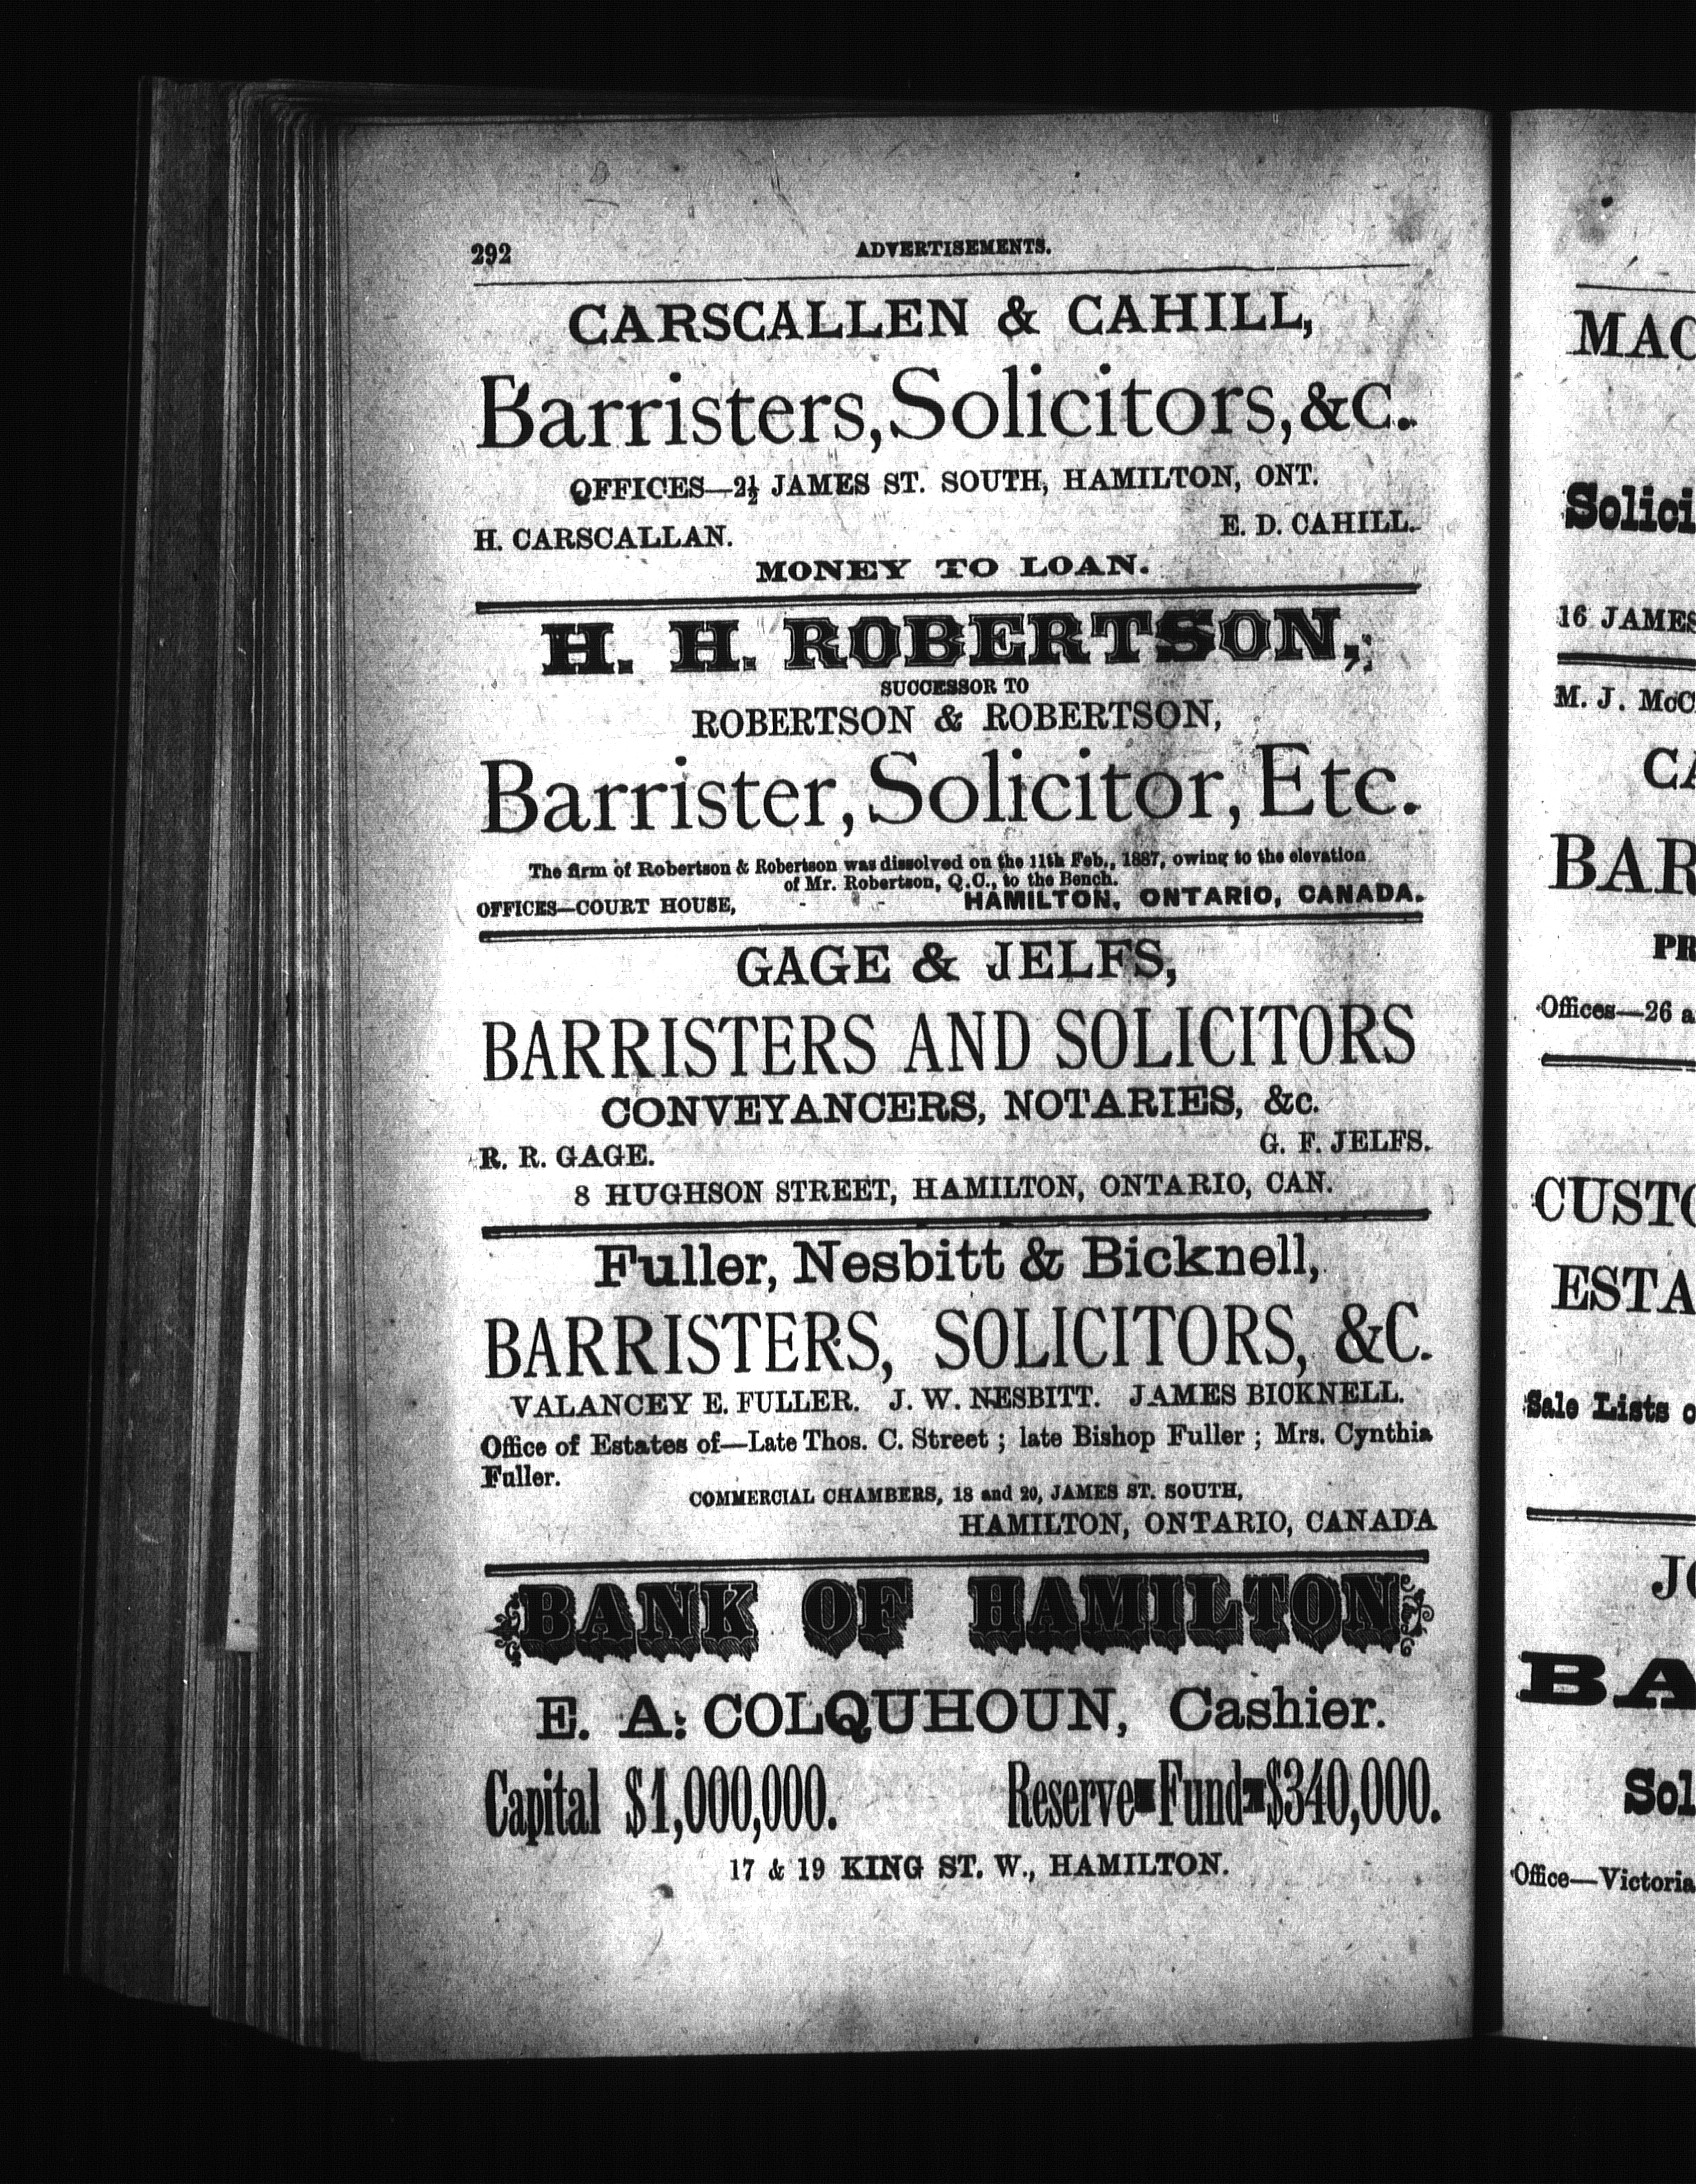 292
ADVERTISEMENTS.
CARSCALLEN & CAHILL,
Barristers, Solicitors, &C.
OFFICES—2½ JAMES ST. SOUTH, HAMILTON, ONT.
H. CARSCALLAN. E. D. CAHILL.
MONEY TO LOAN.
H. H. ROBERTSON,
SUCCESSOR TO
ROBERTSON & ROBERTSON,
Barrister, Solicitor, Etc.
The firm of Robertson & Robertson was dissolved on the 11th Feb., 1887, owing to the elevation
of Mr. Robertson, Q.C., to the Bench.
OFFICES—COURT HOUSE, - - HAMILTON, ONTARIO, CANADA.
GAGE & JELFS,
BARRISTERS AND SOLICITORS
CONVEYANCERS, NOTARIES, &c.
R. R. GAGE. G. F. JELFS.
8 HUGHSON STREET, HAMILTON, ONTARIO, CAN.
Fuller, Nesbitt & Bicknell,
BARRISTERS, SOLICITORS, &C.
VALANCEY E. FULLER. J. W. NESBITT. JAMES BICKNELL.
Office of Estates of—Late Thos. C. Street ; late Bishop Fuller ; Mrs. Cynthia
Fuller.
COMMERCIAL CHAMBERS, 18 and 20, JAMES ST. SOUTH,
HAMILTON, ONTARIO, CANADA
BANK OF HAMILTON
E. A. COLQUHOUN, Cashier.
Capital $1,000,000. Reserve Fund $340,000.
17 & 19 KING ST. W., HAMILTON.
MAC
Solici
16 JAMES
M. J. McC
CA
BAR
PR
Offices—26 a
CUSTO
ESTA
Sale Lists o
JO
BA
Sol
Office—Victoria